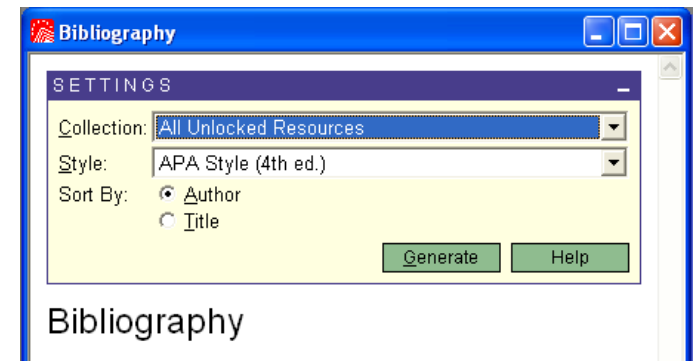 Bibliography
SETTINGS
Collection: All Unlocked Resources
Style: APA Style (4th ed.)
Sort By: Author
Title
Generate Help
Bibliography